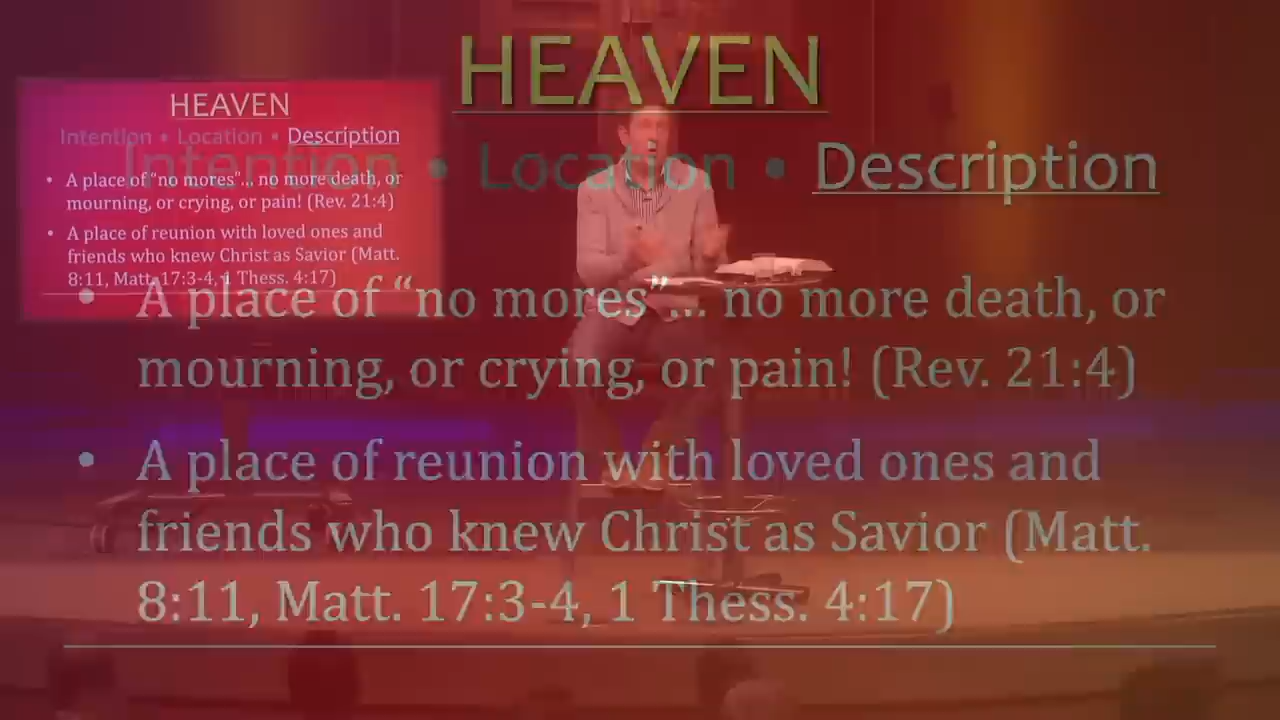 HEAVEN
Intention • Location • Description
• A place of “no mores”... no more death, or
mourning, or crying, or pain! (Rev. 21:4)
• A place of reunion with loved ones and
friends who knew Christ as Savior (Matt.
8:11, Matt. 17:3-4, 1 Thess. 4:17)
HEAVEN
Intention • Location • Description
• A place of “no mores”... no more death, or
mourning, or crying, or pain! (Rev. 21:4)
• A place of reunion with loved ones and
friends who knew Christ as Savior (Matt.
8:11, Matt. 17:3-4, 1 Thess. 4:17)